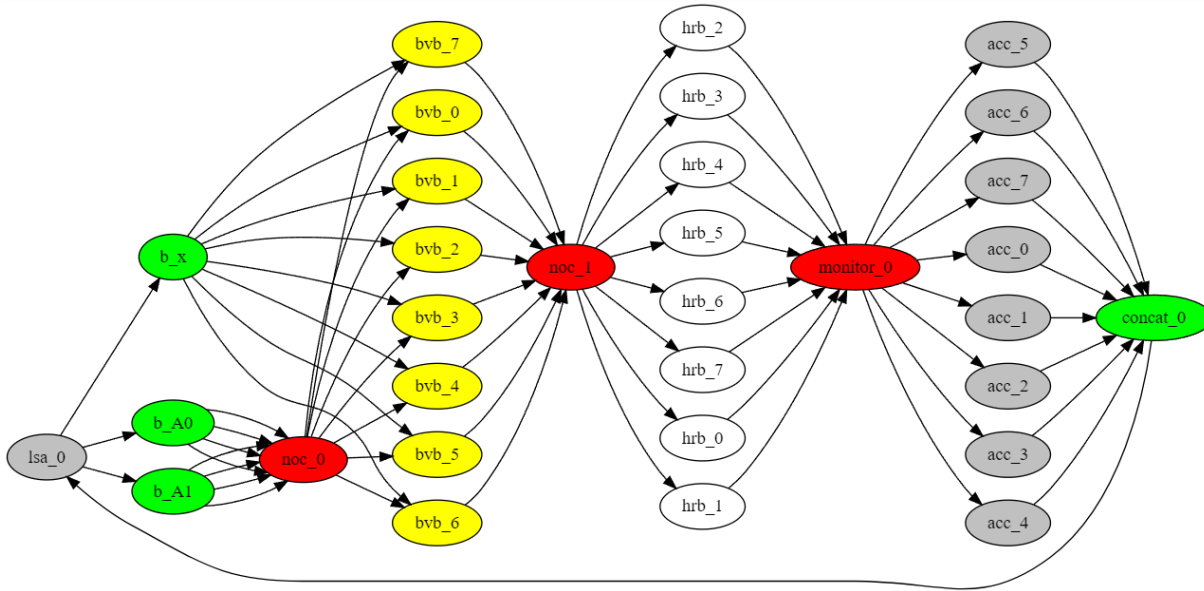 lsa_0
b_x
b_A0
b_A1
noc_0
bvb_7
bvb_0
bvb_1
bvb_2
bvb_3
bvb_4
bvb_5
bvb_6
noc_1
hrb_2
hrb_3
hrb_4
hrb_5
hrb_6
hrb_7
hrb_0
hrb_1
monitor_0
acc_5
acc_6
acc_7
acc_0
acc_1
acc_2
acc_3
acc_4
concat_0